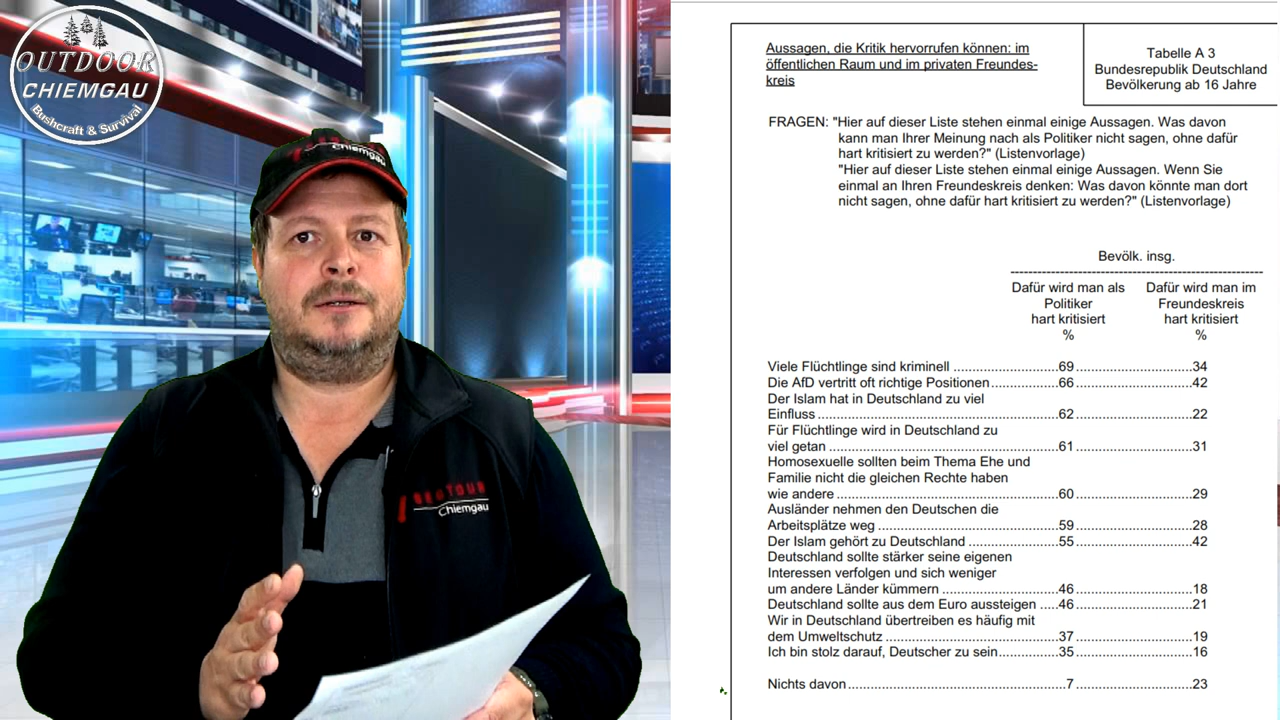 OUTDOOR
CHIEMGAU
Bushcraft & Survival
Chiemgau
Chiemgau
Aussagen, die Kritik hervorrufen können: im
öffentlichen Raum und im privaten Freundes-
kreis
Tabelle A 3
Bundesrepublik Deutschland
Bevölkerung ab 16 Jahre
FRAGEN: "Hier auf dieser Liste stehen einmal einige Aussagen. Was davon
kann man Ihrer Meinung nach als Politiker nicht sagen, ohne dafür
hart kritisiert zu werden?" (Listenvorlage)
"Hier auf dieser Liste stehen einmal einige Aussagen. Wenn Sie
einmal an Ihren Freundeskreis denken: Was davon könnte man dort
nicht sagen, ohne dafür hart kritisiert zu werden?" (Listenvorlage)
Bevölk. insg.
Dafür wird man als Dafür wird man im
Politiker Freundeskreis
hart kritisiert hart kritisiert
% %
Viele Flüchtlinge sind kriminell ............................69..................................34
Die AfD vertritt oft richtige Positionen..................66..................................42
Der Islam hat in Deutschland zu viel
Einfluss ..............................................................62..................................22
Für Flüchtlinge wird in Deutschland zu
viel getan ............................................................61..................................31
Homosexuelle sollten beim Thema Ehe und
Familie nicht die gleichen Rechte haben
wie andere ..........................................................60..................................29
Ausländer nehmen den Deutschen die
Arbeitsplätze weg ................................................59..................................28
Der Islam gehört zu Deutschland ........................55..................................42
Deutschland sollte stärker seine eigenen
Interessen verfolgen und sich weniger
um andere Länder kümmern ...............................46..................................18
Deutschland sollte aus dem Euro aussteigen .....46..................................21
Wir in Deutschland übertreiben es häufig mit
dem Umweltschutz ..............................................37..................................19
Ich bin stolz darauf, Deutscher zu sein................35..................................16
Nichts davon.........................................................7..................................23